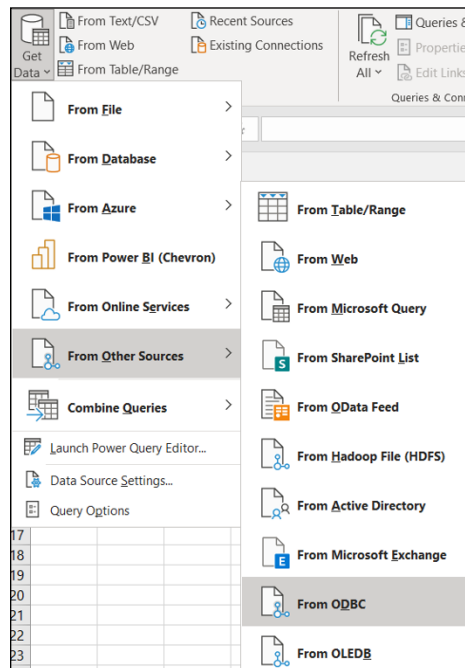 Get
Data
From Text/CSV
From Web
From Table/Range
Recent Sources
Existing Connections
Refresh
All
Queries &
Edit Links
Queries & Con
From File
From Database
From Azure
From Power BI (Chevron)
From Online Services
From Other Sources
Combine Queries
Launch Power Query Editor...
Data Source Settings...
Query Options
From Table/Range
From Web
From Microsoft Query
From SharePoint List
From OData Feed
From Hadoop File (HDFS)
From Active Directory
From Microsoft Exchange
From ODBC
From OLEDB
17
18
19
20
21
22
23